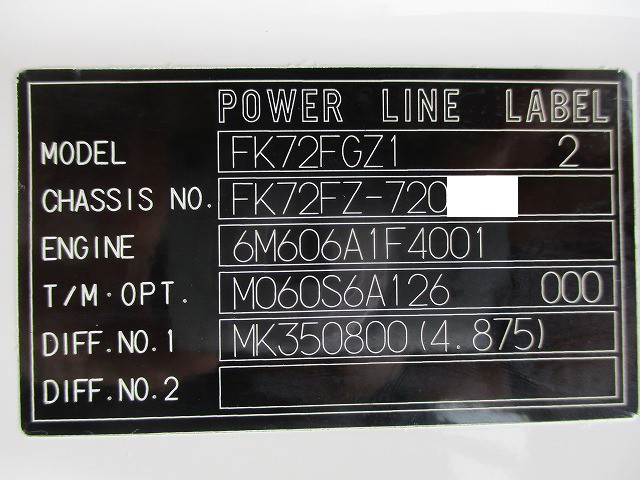 POWER LINE LABEL
MODEL FK72FGZ1 2
CHASSIS NO. FK72FZ-720
ENGINE 6M606A1F4001
T/M·OPT. M060S6A126 000
DIFF.NO.1 MK350800(4.875)
DIFF.NO.2